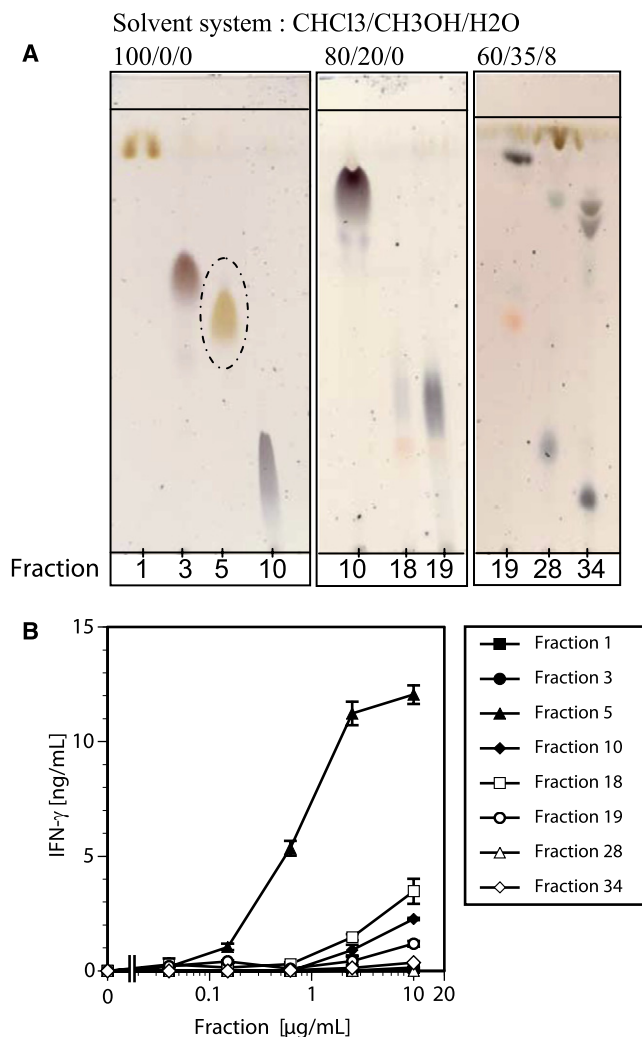 Solvent system : CHCl3/CH3OH/H2O
A
100/0/0 80/20/0 60/35/8
Fraction 1 3 5 10 10 18 19 19 28 34
B
15
10
5
0
IFN-γ [ng/mL]
0 0.1 1 10 20
Fraction [µg/mL]
Fraction 1
Fraction 3
Fraction 5
Fraction 10
Fraction 18
Fraction 19
Fraction 28
Fraction 34